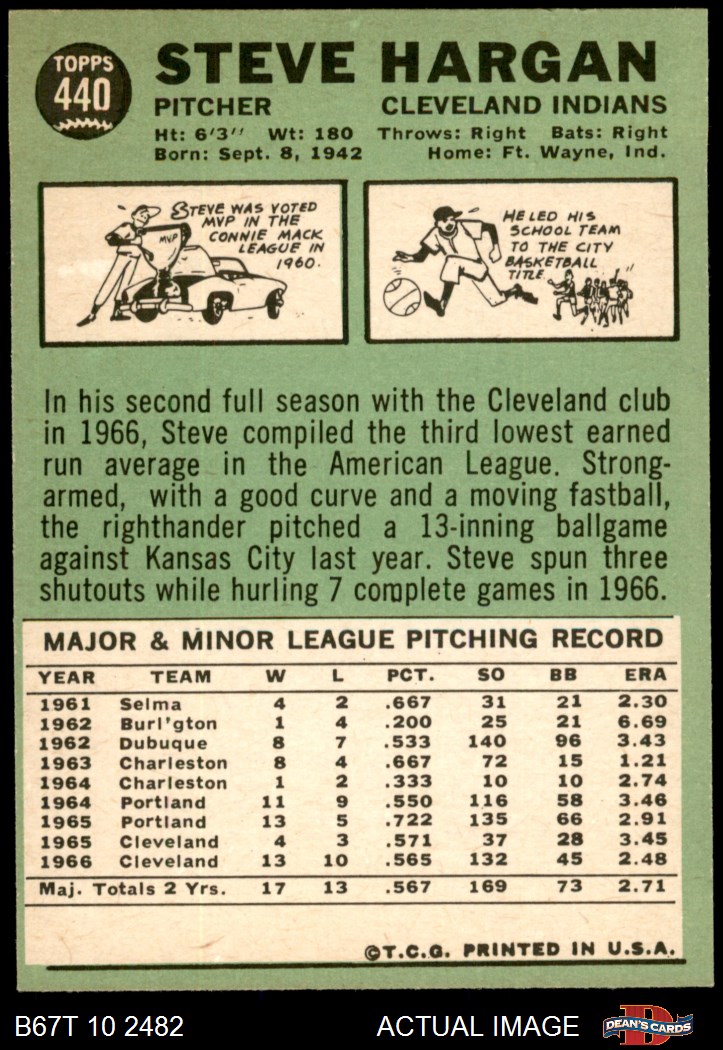 TOPPS
440
STEVE HARGAN
PITCHER CLEVELAND INDIANS
Ht: 6'3" Wt: 180 Throws: Right Bats: Right
Born: Sept. 8, 1942 Home: Ft. Wayne, Ind.
STEVE WAS VOTED
MVP IN THE
CONNIE MACK
LEAGUE IN
1960.
MVP
HE LED HIS
SCHOOL TEAM
TO THE CITY
BASKETBALL
TITLE.
In his second full season with the Cleveland club
in 1966, Steve compiled the third lowest earned
run average in the American League. Strong-
armed, with a good curve and a moving fastball,
the righthander pitched a 13-inning ballgame
against Kansas City last year. Steve spun three
shutouts while hurling 7 complete games in 1966.
MAJOR & MINOR LEAGUE PITCHING RECORD
YEAR TEAM W L PCT. SO BB ERA
1961 Selma 4 2 .667 31 21 2.30
1962 Burl'gton 1 4 .200 25 21 6.69
1962 Dubuque 8 7 .533 140 96 3.43
1963 Charleston 8 4 .667 72 15 1.21
1964 Charleston 1 2 .333 10 10 2.74
1964 Portland 11 9 .550 116 58 3.46
1965 Portland 13 5 .722 135 66 2.91
1965 Cleveland 4 3 .571 37 28 3.45
1966 Cleveland 13 10 .565 132 45 2.48
Maj. Totals 2 Yrs. 17 13 .567 169 73 2.71
©T.C.G. PRINTED IN U.S.A.
B67T 10 2482 ACTUAL IMAGE
D
DEAN'S CARDS